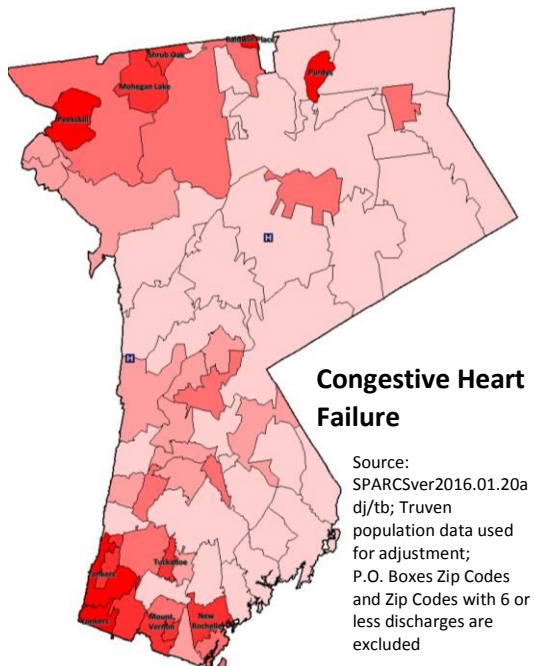 Baldwin Place
Shrub Oak
Purdys
Mohegan Lake
Peekskill
H
H
Congestive Heart
Failure
Source:
SPARCSver2016.01.20a
dj/tb; Truven
population data used
for adjustment;
P.O. Boxes Zip Codes
and Zip Codes with 6 or
less discharges are
excluded
Tuckahoe
Yonkers
Yonkers
Mount
Vernon
New
Rochelle